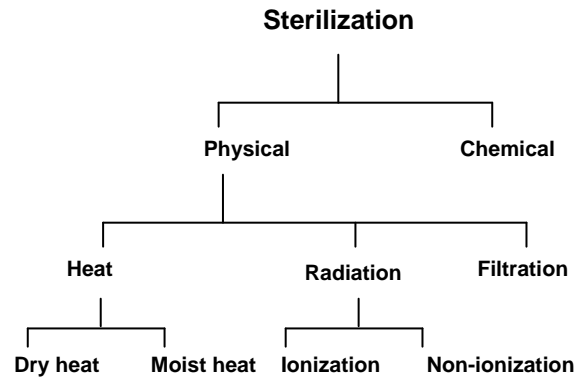 Sterilization
Physical Chemical
Heat Radiation Filtration
Dry heat Moist heat Ionization Non-ionization